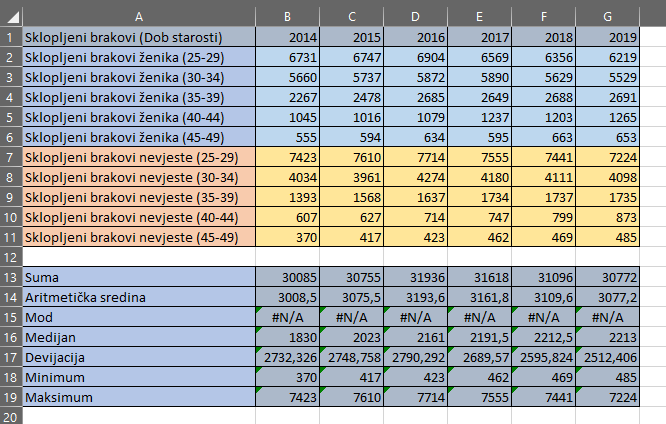 A B C D E F G
1 Sklopljeni brakovi (Dob starosti) 2014 2015 2016 2017 2018 2019
2 Sklopljeni brakovi ženika (25-29) 6731 6747 6904 6569 6356 6219
3 Sklopljeni brakovi ženika (30-34) 5660 5737 5872 5890 5629 5529
4 Sklopljeni brakovi ženika (35-39) 2267 2478 2685 2649 2688 2691
5 Sklopljeni brakovi ženika (40-44) 1045 1016 1079 1237 1203 1265
6 Sklopljeni brakovi ženika (45-49) 555 594 634 595 663 653
7 Sklopljeni brakovi nevjeste (25-29) 7423 7610 7714 7555 7441 7224
8 Sklopljeni brakovi nevjeste (30-34) 4034 3961 4274 4180 4111 4098
9 Sklopljeni brakovi nevjeste (35-39) 1393 1568 1637 1734 1737 1735
10 Sklopljeni brakovi nevjeste (40-44) 607 627 714 747 799 873
11 Sklopljeni brakovi nevjeste (45-49) 370 417 423 462 469 485
12
13 Suma 30085 30755 31936 31618 31096 30772
14 Aritmetička sredina 3008,5 3075,5 3193,6 3161,8 3109,6 3077,2
15 Mod #N/A #N/A #N/A #N/A #N/A #N/A
16 Medijan 1830 2023 2161 2191,5 2212,5 2213
17 Devijacija 2732,326 2748,758 2790,292 2689,57 2595,824 2512,406
18 Minimum 370 417 423 462 469 485
19 Maksimum 7423 7610 7714 7555 7441 7224
20